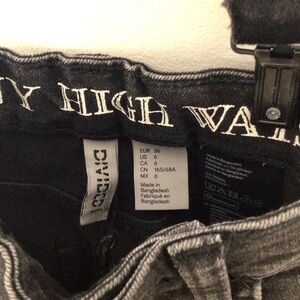 NY HIGH WAI
DIVIDED
EUR 36
US 6
CA 6
CN 165/68A
MX 6
Made in
Bangladesh
Fabriqué en
Bangladesh